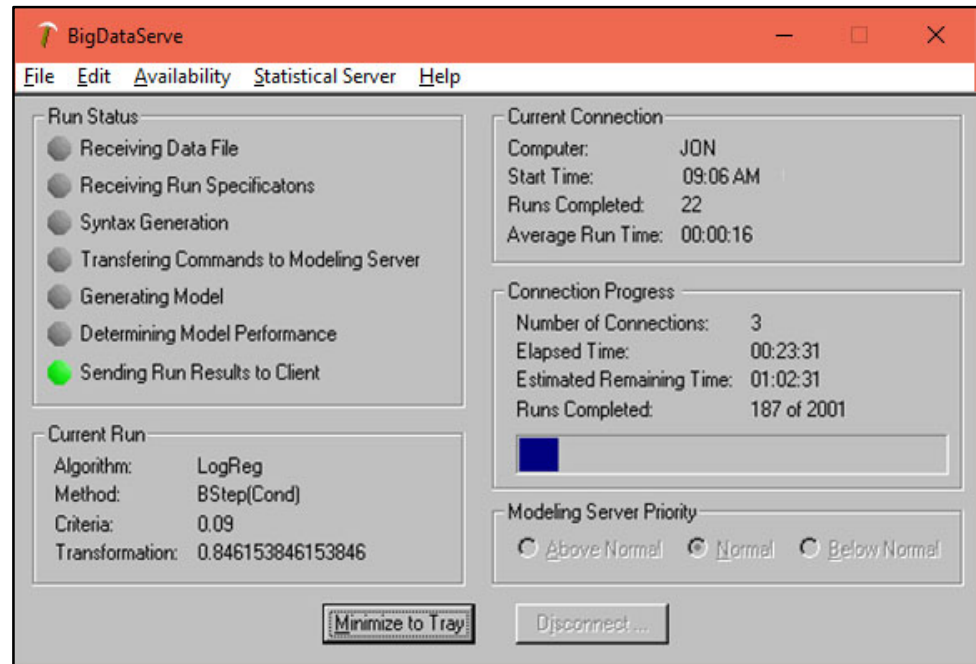 BigDataServe
File Edit Availability Statistical Server Help
Run Status
Receiving Data File
Receiving Run Specificatons
Syntax Generation
Transfering Commands to Modeling Server
Generating Model
Determining Model Performance
Sending Run Results to Client
Current Run
Algorithm: LogReg
Method: BStep(Cond)
Criteria: 0.09
Transformation: 0.846153846153846
Current Connection
Computer: JON
Start Time: 09:06 AM
Runs Completed: 22
Average Run Time: 00:00:16
Connection Progress
Number of Connections: 3
Elapsed Time: 00:23:31
Estimated Remaining Time: 01:02:31
Runs Completed: 187 of 2001
Modeling Server Priority
Above Normal Normal Below Normal
Minimize to Tray Disconnect ...